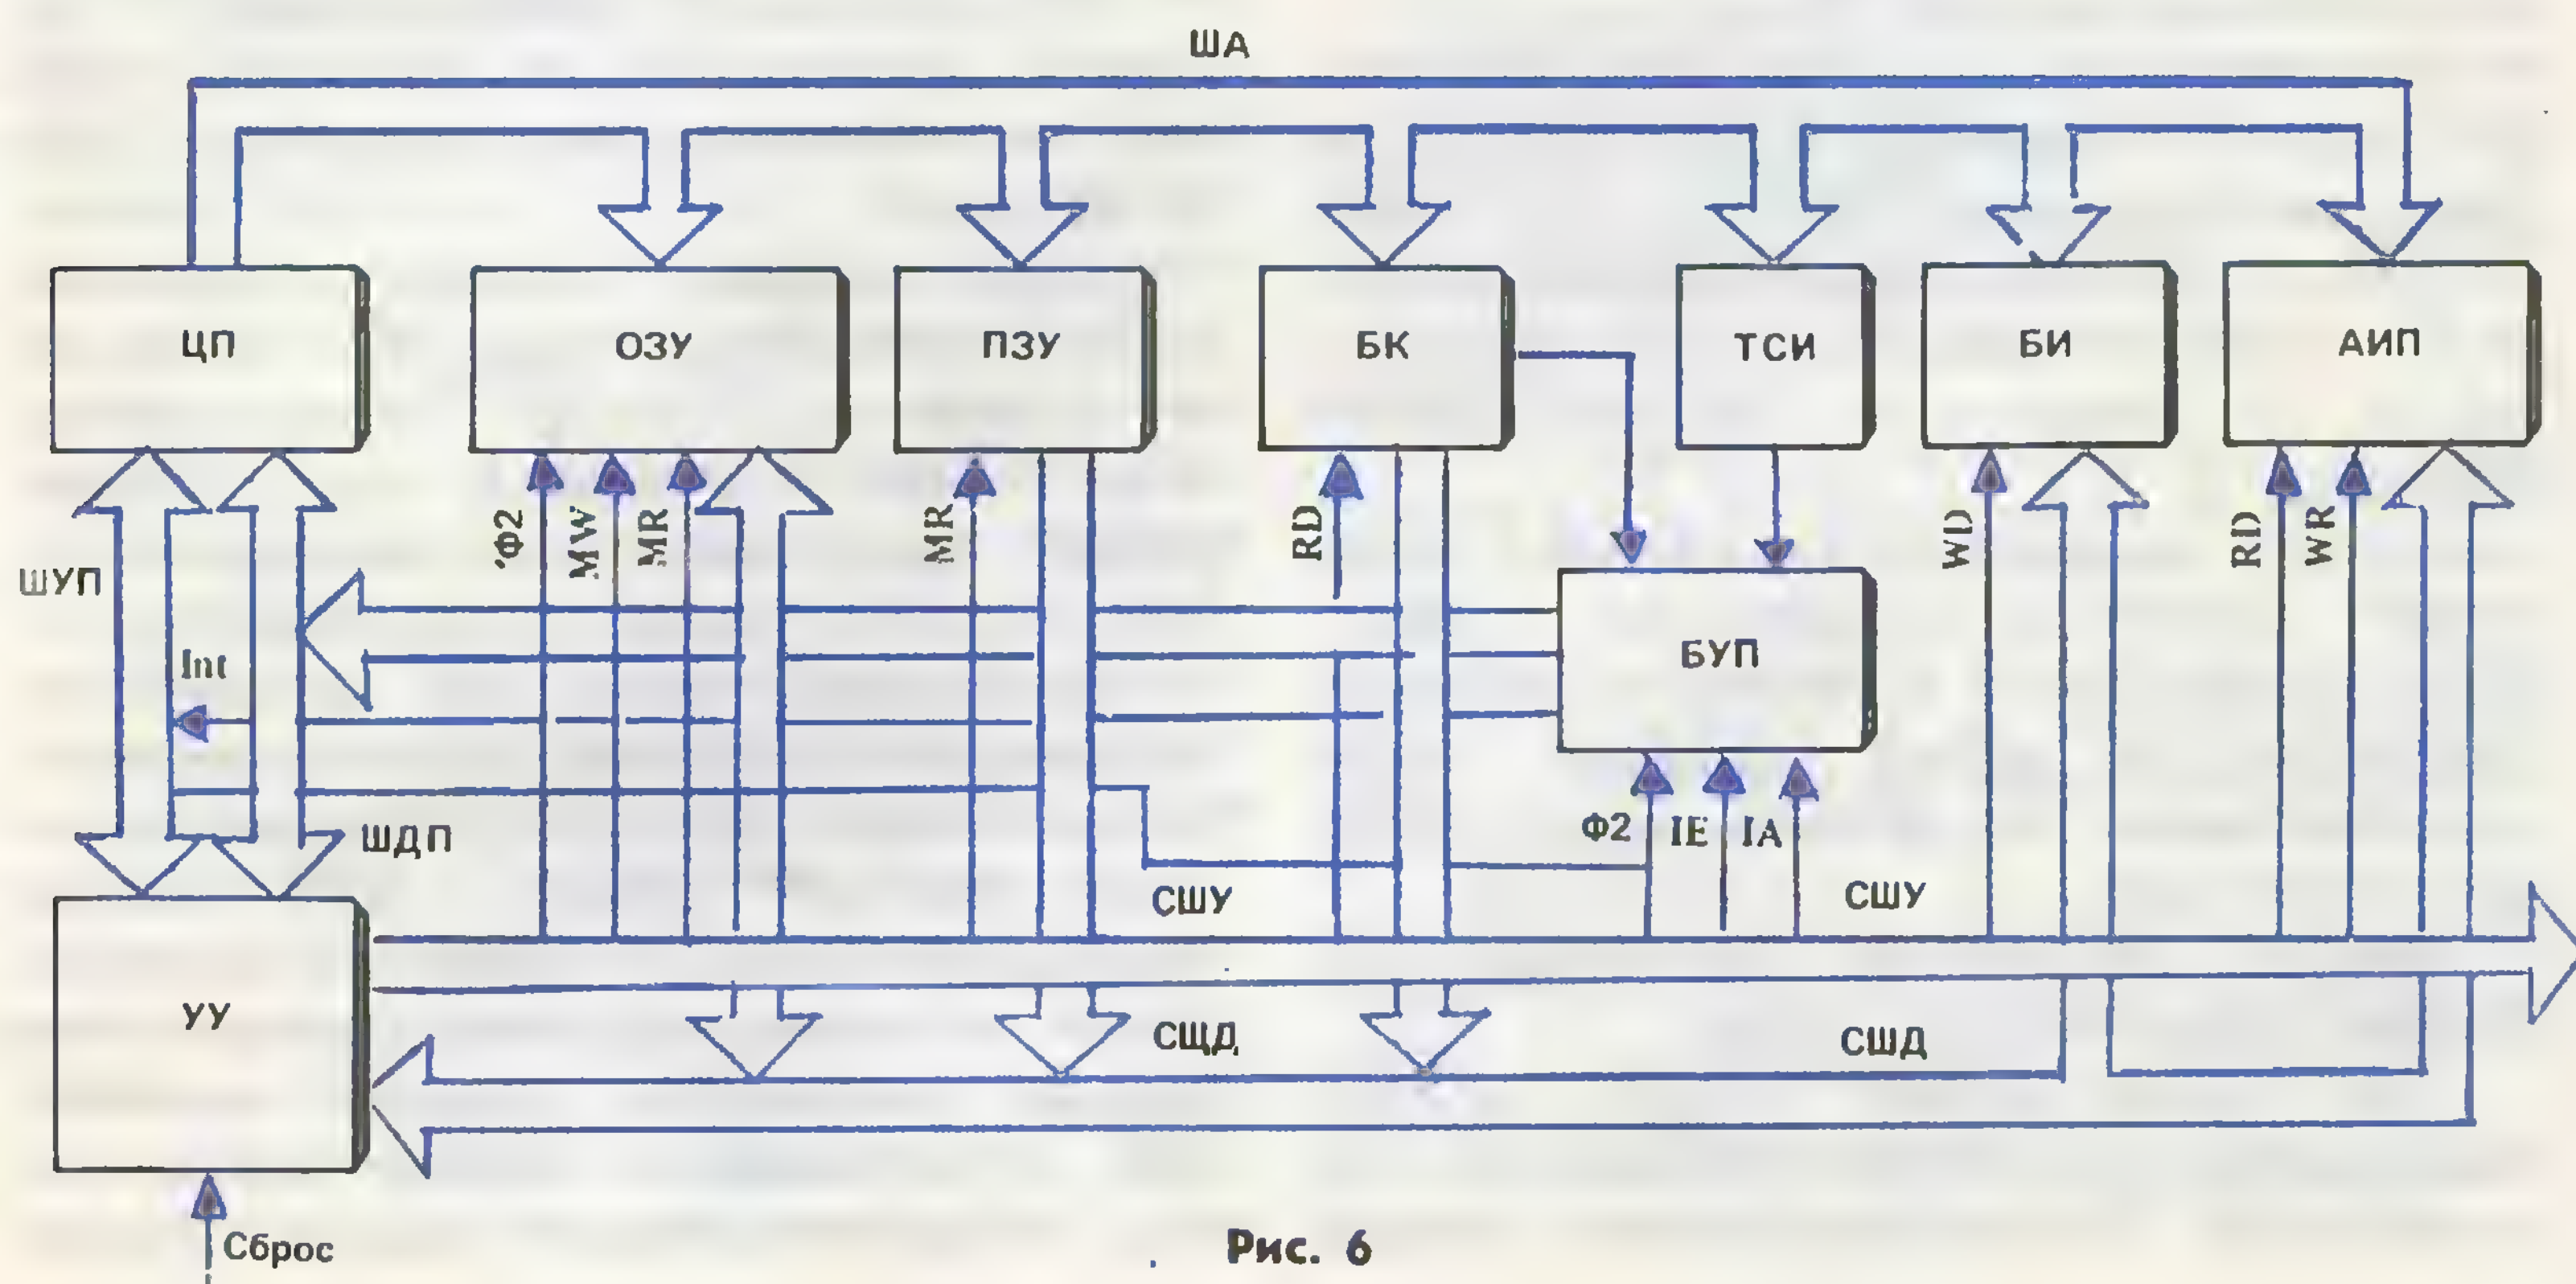 ША
ЦП
ОЗУ
ПЗУ
БК
ТСИ
БИ
АИП
ШУП
'Ф2
MW
MR
MR
RD
WD
RD
WR
Int
БУП
ШДП
Ф2
IE
IA
СШУ
СШУ
УУ
СЩД
СШД
Сброс
Рис. 6